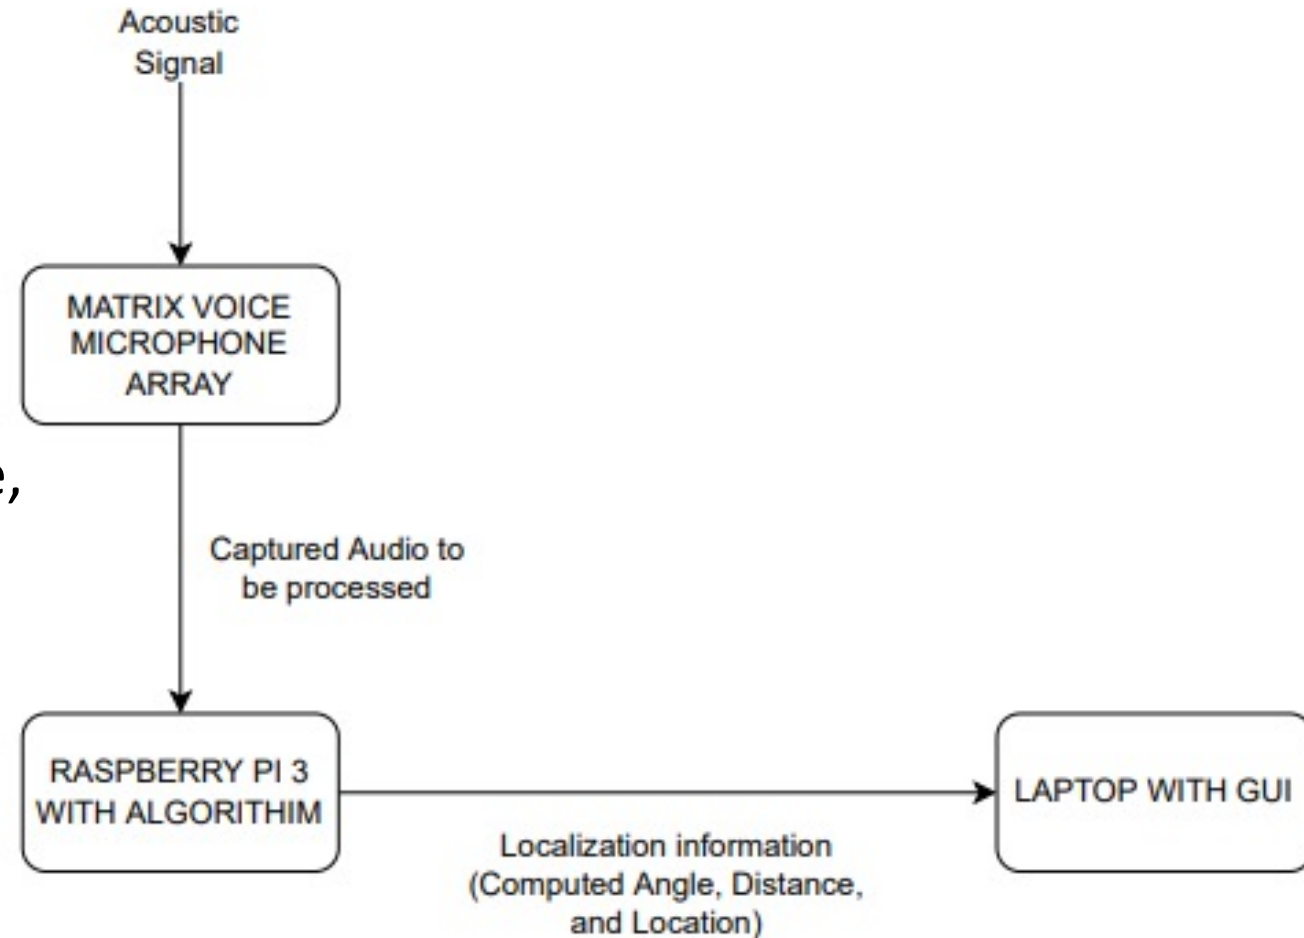 Acoustic
Signal
MATRIX VOICE
MICROPHONE
ARRAY
e,
Captured Audio to
be processed
RASPBERRY PI 3
WITH ALGORITHIM
LAPTOP WITH GUI
Localization information
(Computed Angle, Distance,
and Location)